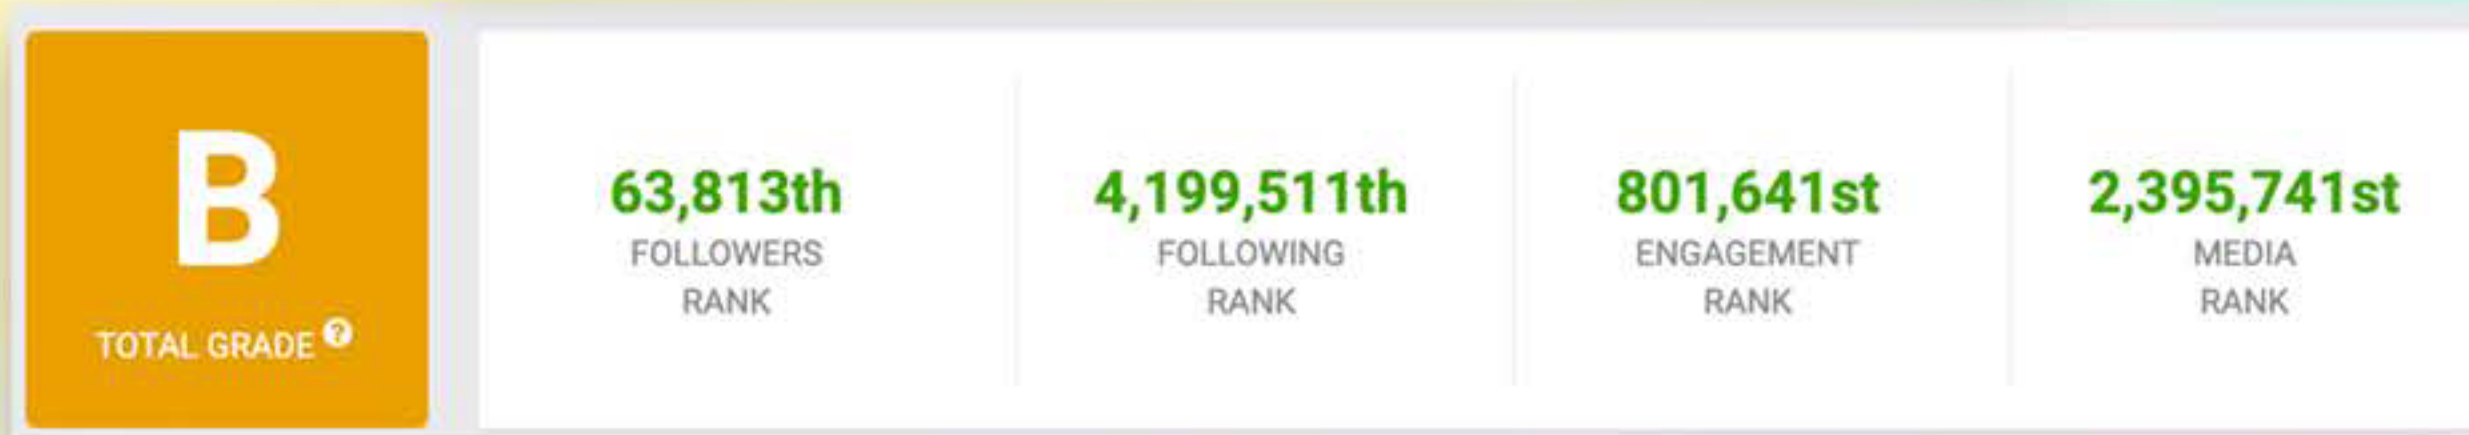 B
TOTAL GRADE ?
63,813th
FOLLOWERS
RANK
4,199,511th
FOLLOWING
RANK
801,641st
ENGAGEMENT
RANK
2,395,741st
MEDIA
RANK